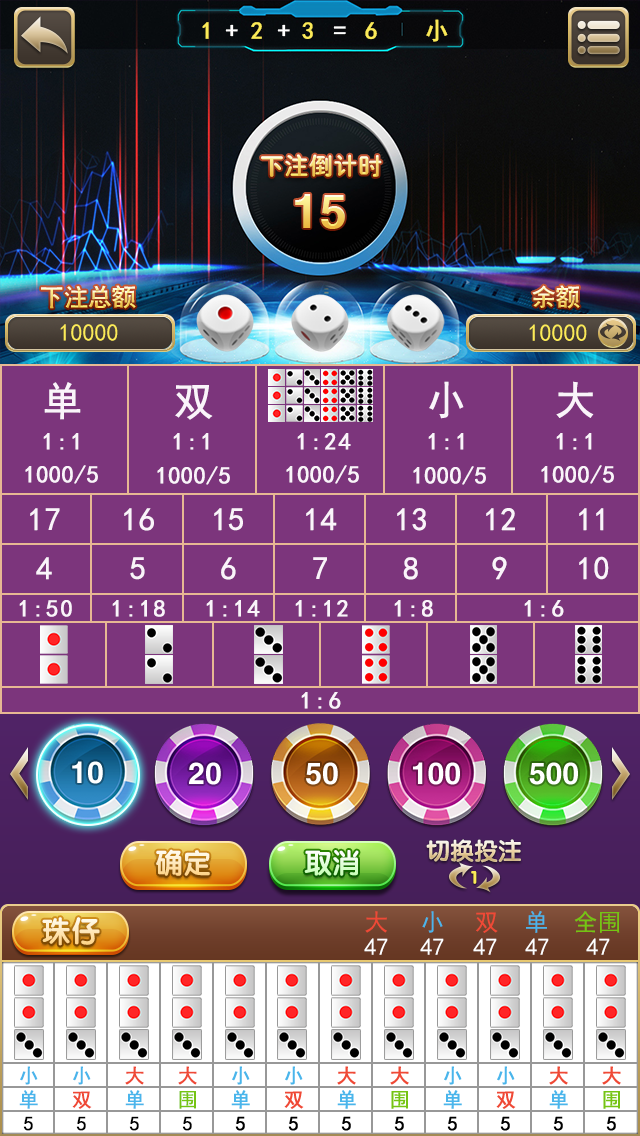 1 + 2 + 3 = 6 小
下注倒计时
15
下注总额 余额
10000 10000
单 双 小 大
1:1 1:1 1:24 1:1 1:1
1000/5 1000/5 1000/5 1000/5 1000/5
17 16 15 14 13 12 11
4 5 6 7 8 9 10
1:50 1:18 1:14 1:12 1:8 1:6
1:6
10 20 50 100 500
确定 取消 切换投注
1
珠仔 大 小 双 单 全围
47 47 47 47 47
小 小 大 大 小 小 大 大 小 小 大 大
单 双 单 围 单 双 单 围 单 双 单 围
5 5 5 5 5 5 5 5 5 5 5 5